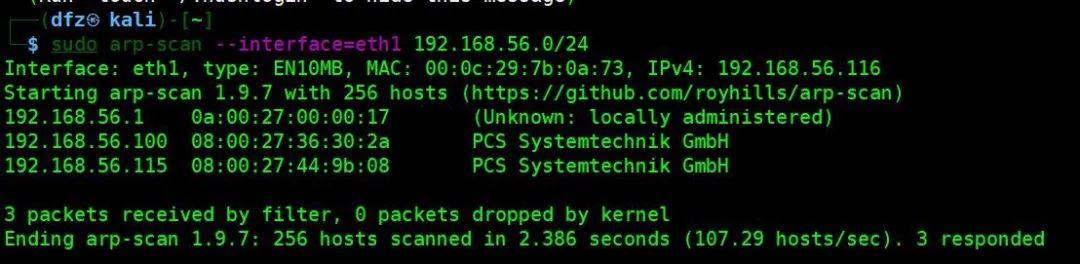 (dfz㉿kali)-[~]
$ sudo arp-scan --interface=eth1 192.168.56.0/24
Interface: eth1, type: EN10MB, MAC: 00:0c:29:7b:0a:73, IPv4: 192.168.56.116
Starting arp-scan 1.9.7 with 256 hosts (https://github.com/royhills/arp-scan)
192.168.56.1 0a:00:27:00:00:17 (Unknown: locally administered)
192.168.56.100 08:00:27:36:30:2a PCS Systemtechnik GmbH
192.168.56.115 08:00:27:44:9b:08 PCS Systemtechnik GmbH
3 packets received by filter, 0 packets dropped by kernel
Ending arp-scan 1.9.7: 256 hosts scanned in 2.386 seconds (107.29 hosts/sec). 3 responded